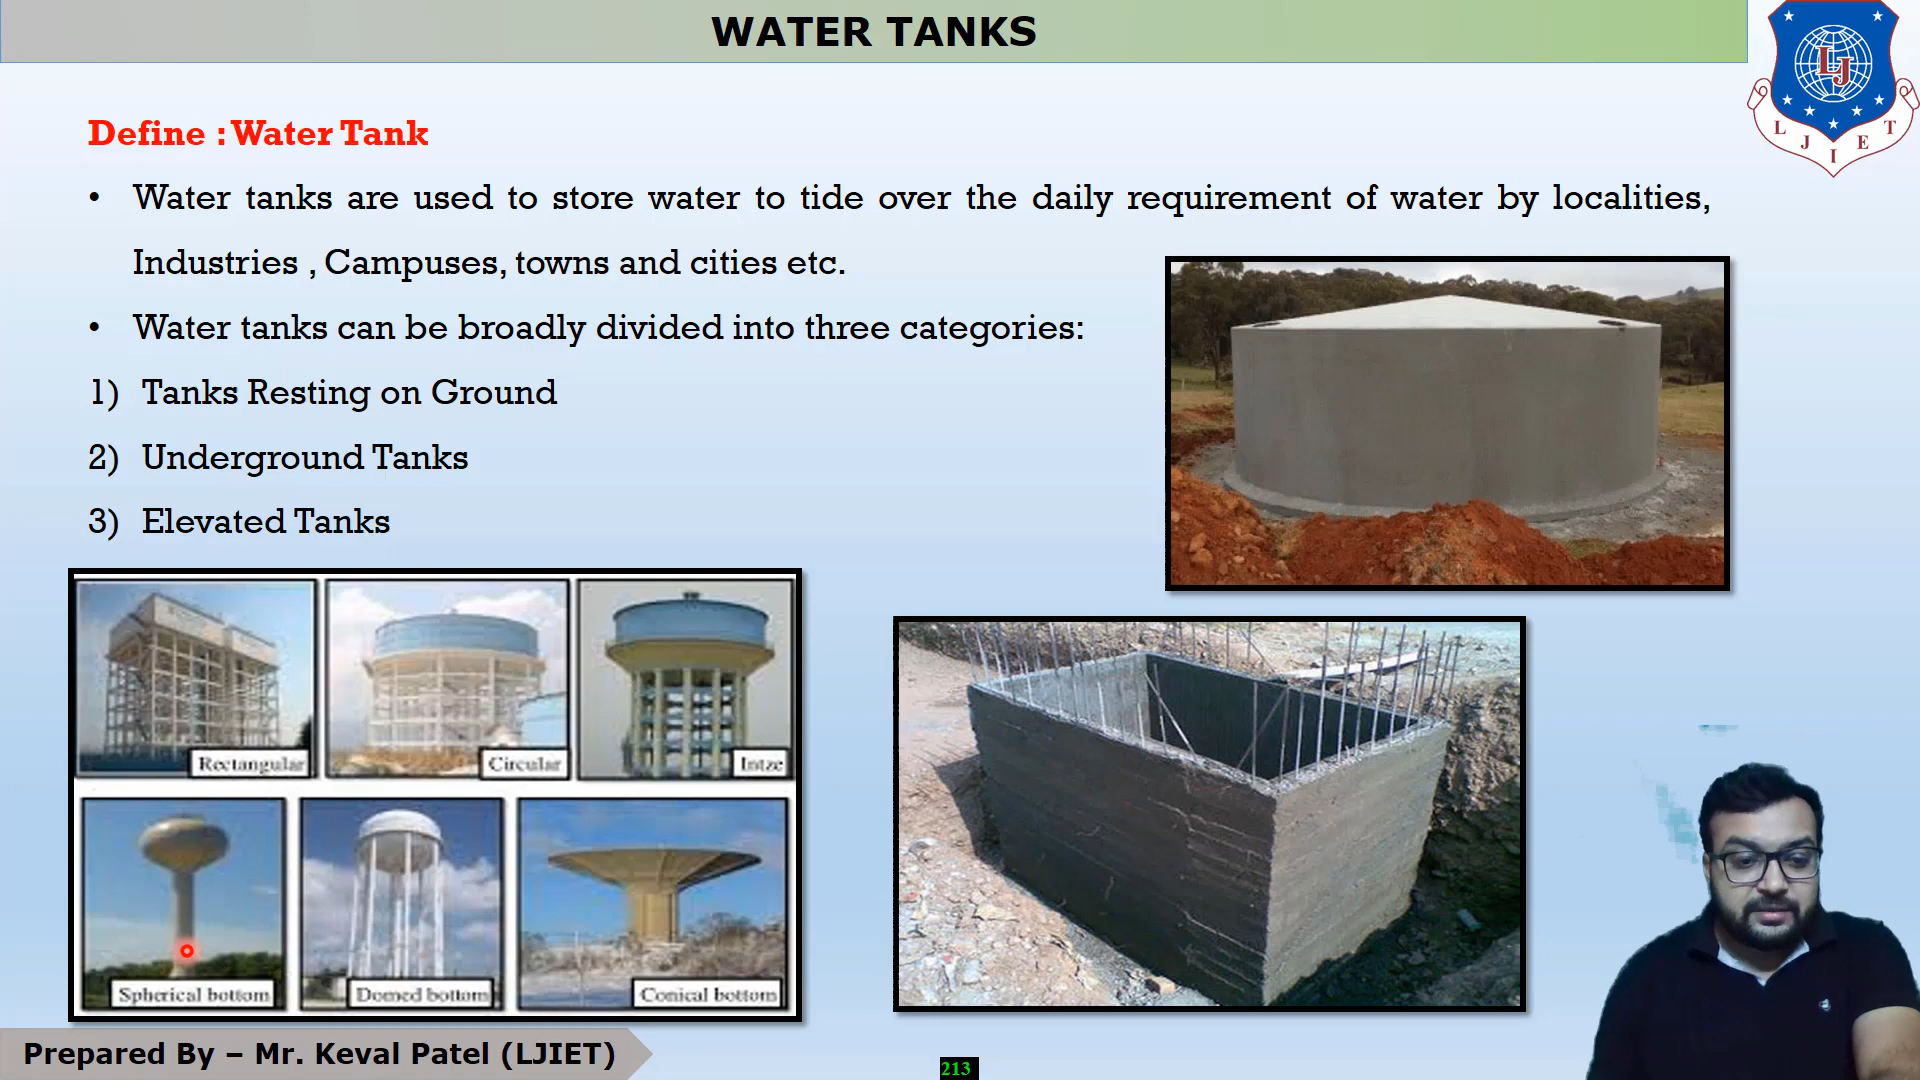 WATER TANKS
LJ
L J I E T
Define : Water Tank
• Water tanks are used to store water to tide over the daily requirement of water by localities,
Industries , Campuses, towns and cities etc.
• Water tanks can be broadly divided into three categories:
1) Tanks Resting on Ground
2) Underground Tanks
3) Elevated Tanks
Rectangular
Circular
Intze
Spherical bottom
Domed bottom
Conical bottom
Prepared By – Mr. Keval Patel (LJIET)
213